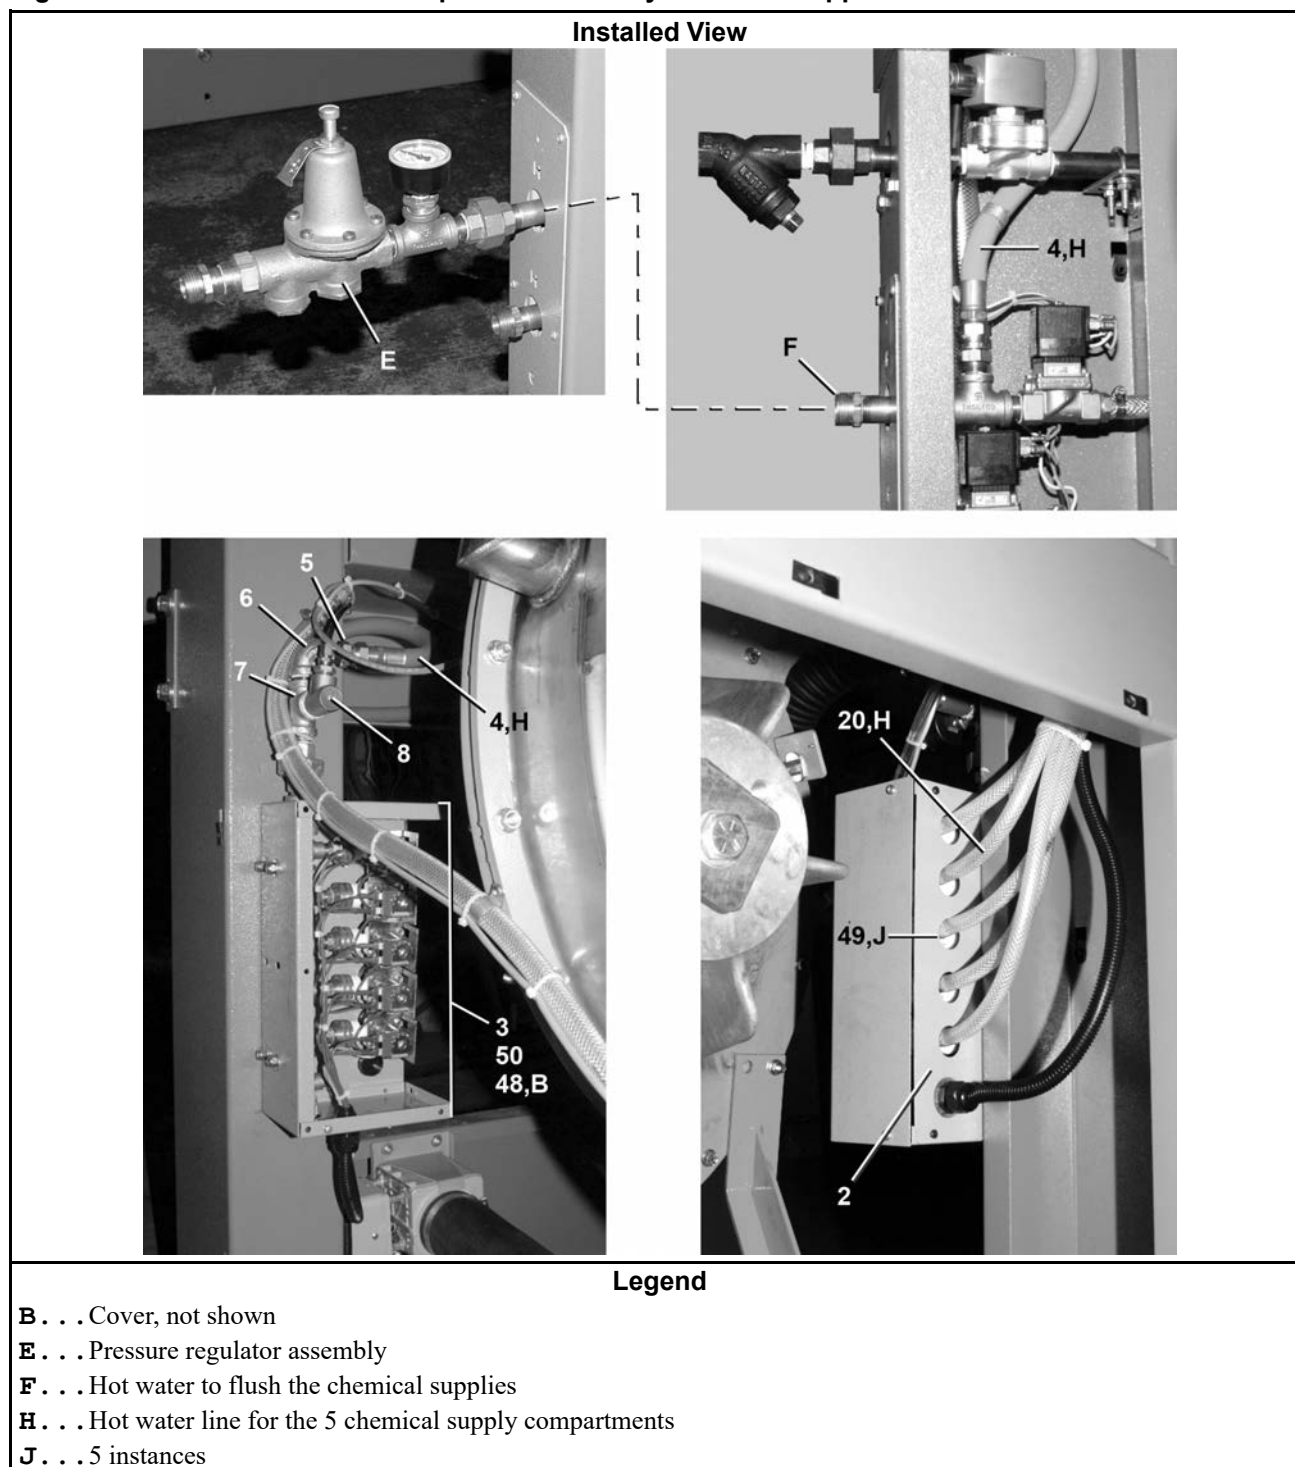 Installed View
E
4,H
F
5
6
7
4,H
8
3
50
48,B
20,H
49,J
2
Legend
B...Cover, not shown
E...Pressure regulator assembly
F...Hot water to flush the chemical supplies
H...Hot water line for the 5 chemical supply compartments
J...5 instances